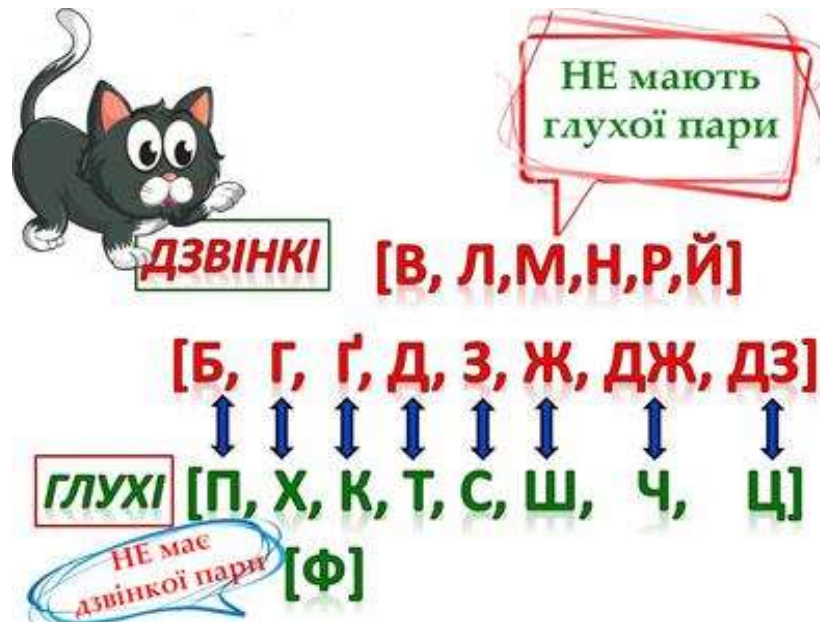 НЕ мають
глухої пари
ДЗВІНКІ [В, Л,М,Н,Р,Й]
[Б, Г, Ґ, Д, З, Ж, ДЖ, ДЗ]
ГЛУХІ [П, Х, К, Т, С, Ш, Ч, Ц]
НЕ має
дзвінкої пари
[Ф]